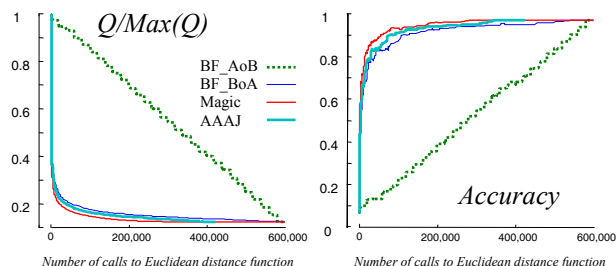 Q/Max(Q)
1
0.8
0.6
0.4
0.2
BF_AoB
BF_BoA
Magic
AAAJ
0
200,000
400,000
600,000
Number of calls to Euclidean distance function
1
0.8
0.6
0.4
0.2
0
Accuracy
0
200,000
400,000
600,000
Number of calls to Euclidean distance function